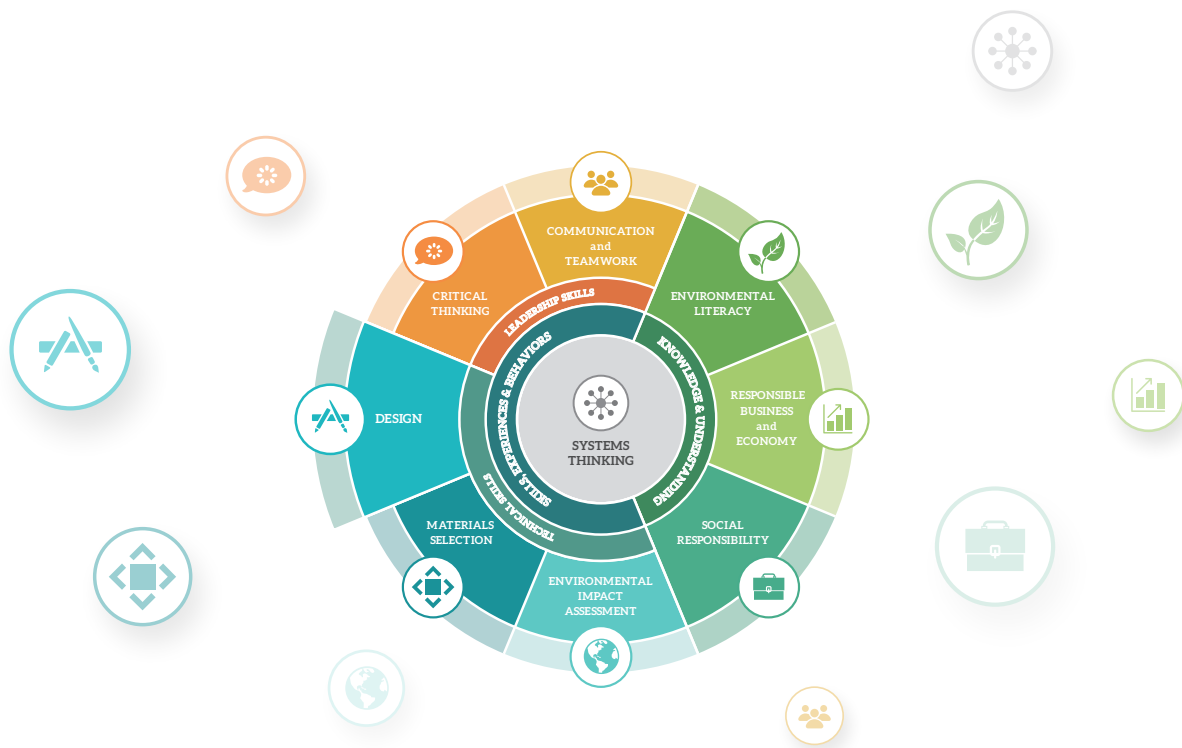 COMMUNICATION
and
TEAMWORK
ENVIRONMENTAL
LITERACY
RESPONSIBLE
BUSINESS
and
ECONOMY
SOCIAL
RESPONSIBILITY
ENVIRONMENTAL
IMPACT
ASSESSMENT
MATERIALS
SELECTION
DESIGN
CRITICAL
THINKING
LEADERSHIP SKILLS
TECHNICAL SKILLS
SKILLS, EXPERIENCES & BEHAVIORS
KNOWLEDGE & UNDERSTANDING
SYSTEMS
THINKING